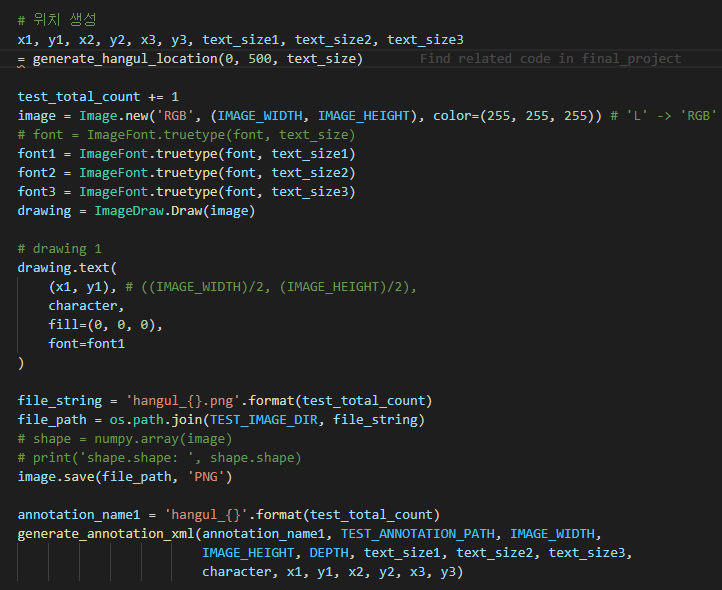 # 위치 생성
x1, y1, x2, y2, x3, y3, text_size1, text_size2, text_size3
= generate_hangul_location(0, 500, text_size) Find related code in final_project
test_total_count += 1
image = Image.new('RGB', (IMAGE_WIDTH, IMAGE_HEIGHT), color=(255, 255, 255)) # 'L' -> 'RGB'
# font = ImageFont.truetype(font, text_size)
font1 = ImageFont.truetype(font, text_size1)
font2 = ImageFont.truetype(font, text_size2)
font3 = ImageFont.truetype(font, text_size3)
drawing = ImageDraw.Draw(image)
# drawing 1
drawing.text(
(x1, y1), # ((IMAGE_WIDTH)/2, (IMAGE_HEIGHT)/2),
character,
fill=(0, 0, 0),
font=font1
)
file_string = 'hangul_{}.png'.format(test_total_count)
file_path = os.path.join(TEST_IMAGE_DIR, file_string)
# shape = numpy.array(image)
# print('shape.shape: ', shape.shape)
image.save(file_path, 'PNG')
annotation_name1 = 'hangul_{}'.format(test_total_count)
generate_annotation_xml(annotation_name1, TEST_ANNOTATION_PATH, IMAGE_WIDTH,
IMAGE_HEIGHT, DEPTH, text_size1, text_size2, text_size3,
character, x1, y1, x2, y2, x3, y3)